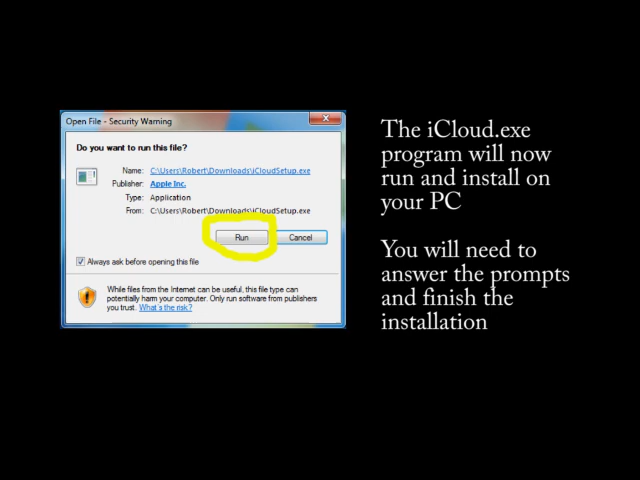 Open File - Security Warning
Do you want to run this file?
Name: C:\Users\Robert\Downloads\iCloudSetup.exe
Publisher: Apple Inc.
Type: Application
From: C:\Users\Robert\Downloads\iCloudSetup.exe
Run Cancel
Always ask before opening this file
While files from the Internet can be useful, this file type can
potentially harm your computer. Only run software from publishers
you trust. What's the risk?
The iCloud.exe
program will now
run and install on
your PC
You will need to
answer the prompts
and finish the
installation